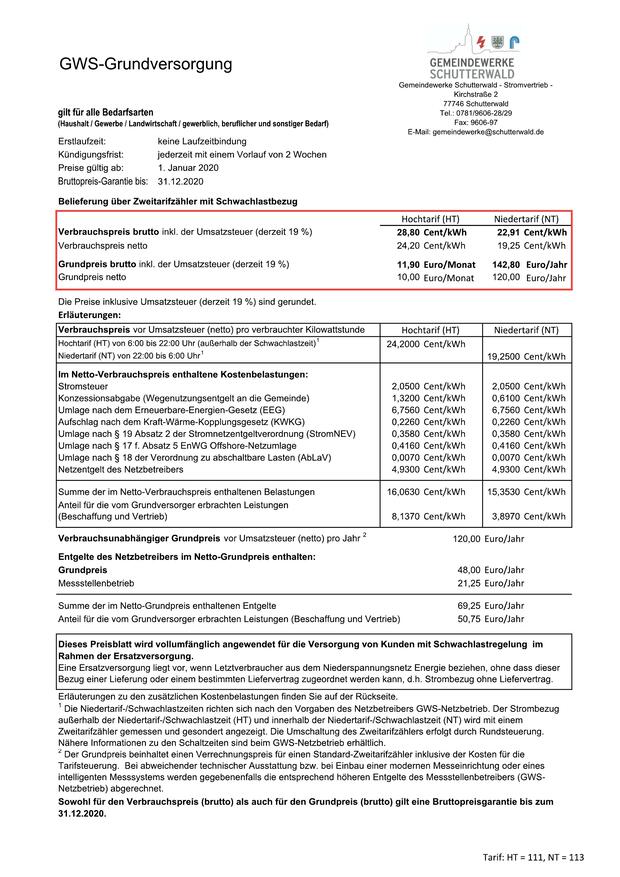 GWS-Grundversorgung
GEMEINDEWERKE
SCHUTTERWALD
Gemeindewerke Schutterwald - Stromvertrieb -
Kirchstraße 2
77746 Schutterwald
Tel.: 0781/9606-28/29
Fax: 9606-97
E-Mail: gemeindewerke@schutterwald.de
gilt für alle Bedarfsarten
(Haushalt / Gewerbe / Landwirtschaft / gewerblich, beruflicher und sonstiger Bedarf)
Erstlaufzeit: keine Laufzeitbindung
Kündigungsfrist: jederzeit mit einem Vorlauf von 2 Wochen
Preise gültig ab: 1. Januar 2020
Bruttopreis-Garantie bis: 31.12.2020
Belieferung über Zweitarifzähler mit Schwachlastbezug
Hochtarif (HT) Niedertarif (NT)
Verbrauchspreis brutto inkl. der Umsatzsteuer (derzeit 19 %) 28,80 Cent/kWh 22,91 Cent/kWh
Verbrauchspreis netto 24,20 Cent/kWh 19,25 Cent/kWh
Grundpreis brutto inkl. der Umsatzsteuer (derzeit 19 %) 11,90 Euro/Monat 142,80 Euro/Jahr
Grundpreis netto 10,00 Euro/Monat 120,00 Euro/Jahr
Die Preise inklusive Umsatzsteuer (derzeit 19 %) sind gerundet.
Erläuterungen:
Verbrauchspreis vor Umsatzsteuer (netto) pro verbrauchter Kilowattstunde Hochtarif (HT) Niedertarif (NT)
Hochtarif (HT) von 6:00 bis 22:00 Uhr (außerhalb der Schwachlastzeit)1 24,2000 Cent/kWh
Niedertarif (NT) von 22:00 bis 6:00 Uhr1 19,2500 Cent/kWh
Im Netto-Verbrauchspreis enthaltene Kostenbelastungen:
Stromsteuer 2,0500 Cent/kWh 2,0500 Cent/kWh
Konzessionsabgabe (Wegenutzungsentgelt an die Gemeinde) 1,3200 Cent/kWh 0,6100 Cent/kWh
Umlage nach dem Erneuerbare-Energien-Gesetz (EEG) 6,7560 Cent/kWh 6,7560 Cent/kWh
Aufschlag nach dem Kraft-Wärme-Kopplungsgesetz (KWKG) 0,2260 Cent/kWh 0,2260 Cent/kWh
Umlage nach § 19 Absatz 2 der Stromnetzentgeltverordnung (StromNEV) 0,3580 Cent/kWh 0,3580 Cent/kWh
Umlage nach § 17 f. Absatz 5 EnWG Offshore-Netzumlage 0,4160 Cent/kWh 0,4160 Cent/kWh
Umlage nach § 18 der Verordnung zu abschaltbare Lasten (AbLaV) 0,0070 Cent/kWh 0,0070 Cent/kWh
Netzentgelt des Netzbetreibers 4,9300 Cent/kWh 4,9300 Cent/kWh
Summe der im Netto-Verbrauchspreis enthaltenen Belastungen 16,0630 Cent/kWh 15,3530 Cent/kWh
Anteil für die vom Grundversorger erbrachten Leistungen
(Beschaffung und Vertrieb) 8,1370 Cent/kWh 3,8970 Cent/kWh
Verbrauchsunabhängiger Grundpreis vor Umsatzsteuer (netto) pro Jahr 2 120,00 Euro/Jahr
Entgelte des Netzbetreibers im Netto-Grundpreis enthalten:
Grundpreis 48,00 Euro/Jahr
Messstellenbetrieb 21,25 Euro/Jahr
Summe der im Netto-Grundpreis enthaltenen Entgelte 69,25 Euro/Jahr
Anteil für die vom Grundversorger erbrachten Leistungen (Beschaffung und Vertrieb) 50,75 Euro/Jahr
Dieses Preisblatt wird vollumfänglich angewendet für die Versorgung von Kunden mit Schwachlastregelung im
Rahmen der Ersatzversorgung.
Eine Ersatzversorgung liegt vor, wenn Letztverbraucher aus dem Niederspannungsnetz Energie beziehen, ohne dass dieser
Bezug einer Lieferung oder einem bestimmten Liefervertrag zugeordnet werden kann, d.h. Strombezug ohne Liefervertrag.
Erläuterungen zu den zusätzlichen Kostenbelastungen finden Sie auf der Rückseite.
1 Die Niedertarif-/Schwachlastzeiten richten sich nach den Vorgaben des Netzbetreibers GWS-Netzbetrieb. Der Strombezug
außerhalb der Niedertarif-/Schwachlastzeit (HT) und innerhalb der Niedertarif-/Schwachlastzeit (NT) wird mit einem
Zweitarifzähler gemessen und gesondert angezeigt. Die Umschaltung des Zweitarifzählers erfolgt durch Rundsteuerung.
Nähere Informationen zu den Schaltzeiten sind beim GWS-Netzbetrieb erhältlich.
2 Der Grundpreis beinhaltet einen Verrechnungspreis für einen Standard-Zweitarifzähler inklusive der Kosten für die
Tarifsteuerung. Bei abweichender technischer Ausstattung bzw. bei Einbau einer modernen Messeinrichtung oder eines
intelligenten Messsystems werden gegebenenfalls die entsprechend höheren Entgelte des Messstellenbetreibers (GWS-
Netzbetrieb) abgerechnet.
Sowohl für den Verbrauchspreis (brutto) als auch für den Grundpreis (brutto) gilt eine Bruttopreisgarantie bis zum
31.12.2020.
Tarif: HT = 111, NT = 113